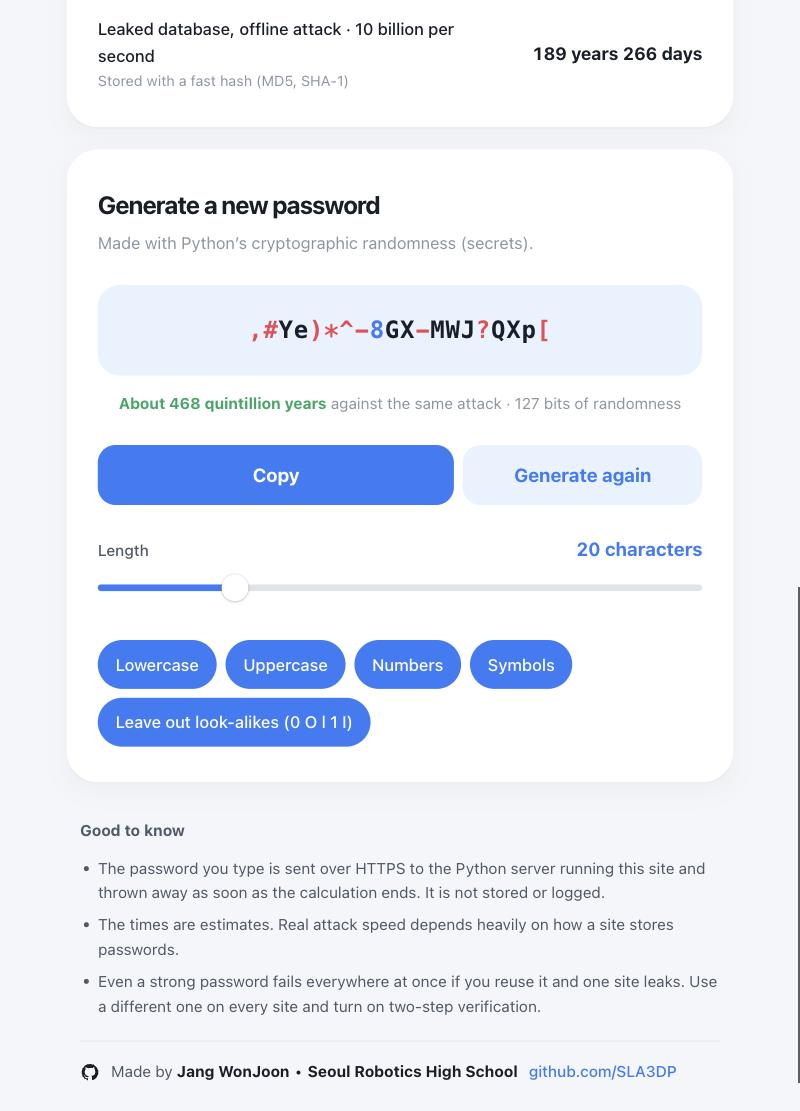 Leaked database, offline attack · 10 billion per
second
189 years 266 days
Stored with a fast hash (MD5, SHA-1)
Generate a new password
Made with Python’s cryptographic randomness (secrets).
,#Ye)*^−8GX−MWJ?QXp[
About 468 quintillion years against the same attack · 127 bits of randomness
Copy
Generate again
Length
20 characters
Lowercase
Uppercase
Numbers
Symbols
Leave out look-alikes (0 O l 1 I)
Good to know
• The password you type is sent over HTTPS to the Python server running this site and
thrown away as soon as the calculation ends. It is not stored or logged.
• The times are estimates. Real attack speed depends heavily on how a site stores
passwords.
• Even a strong password fails everywhere at once if you reuse it and one site leaks. Use
a different one on every site and turn on two-step verification.
Made by Jang WonJoon • Seoul Robotics High School github.com/SLA3DP